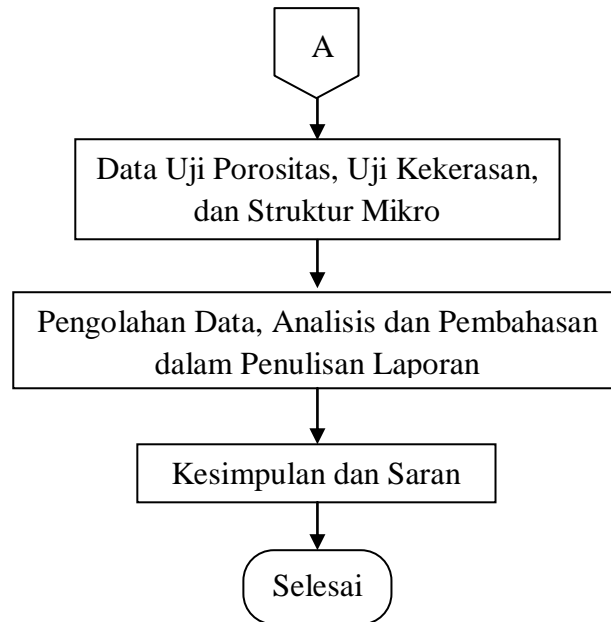 A
Data Uji Porositas, Uji Kekerasan,
dan Struktur Mikro
Pengolahan Data, Analisis dan Pembahasan
dalam Penulisan Laporan
Kesimpulan dan Saran
Selesai